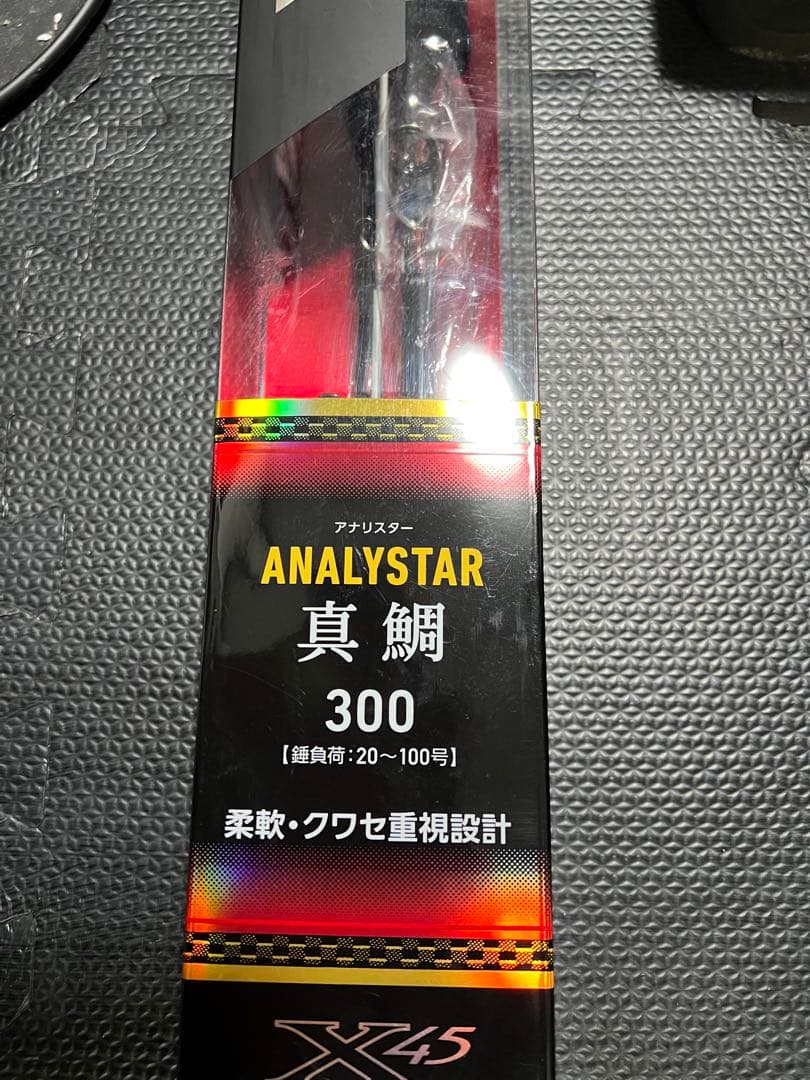 アナリスター
ANALYSTAR
真鯛
300
【錘負荷:20～100号】
柔軟・クワセ重視設計
X45